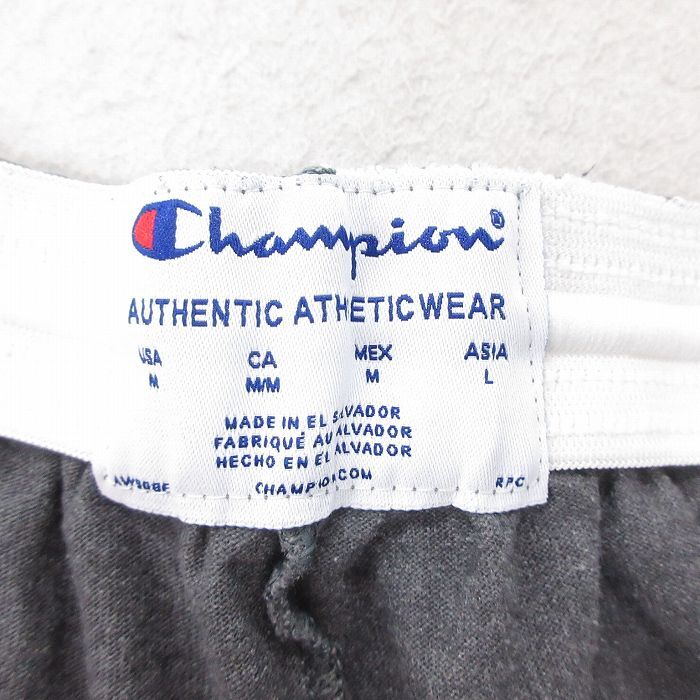 Champion®
AUTHENTIC ATHLETICWEAR
USA CA MEX ASIA
M M/M M L
MADE IN EL SALVADOR
FABRIQUÉ AU SALVADOR
HECHO EN EL SALVADOR
CHAMPION.COM RPC